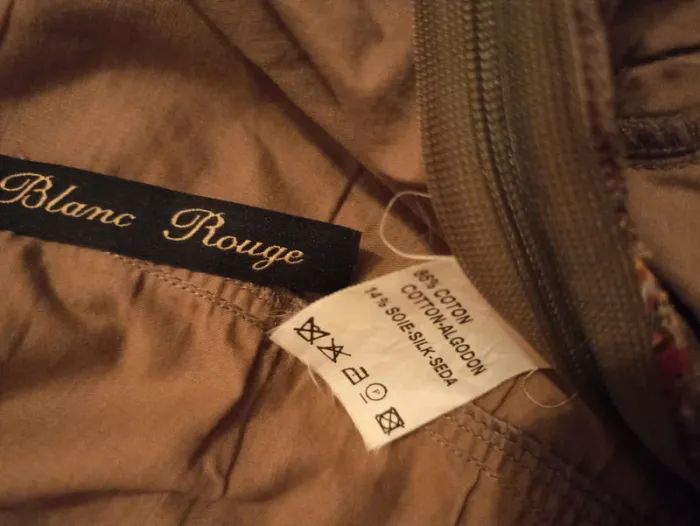 Blanc Rouge
86% COTON
COTTON-ALGODON
14% SOIE-SILK-SEDA
P